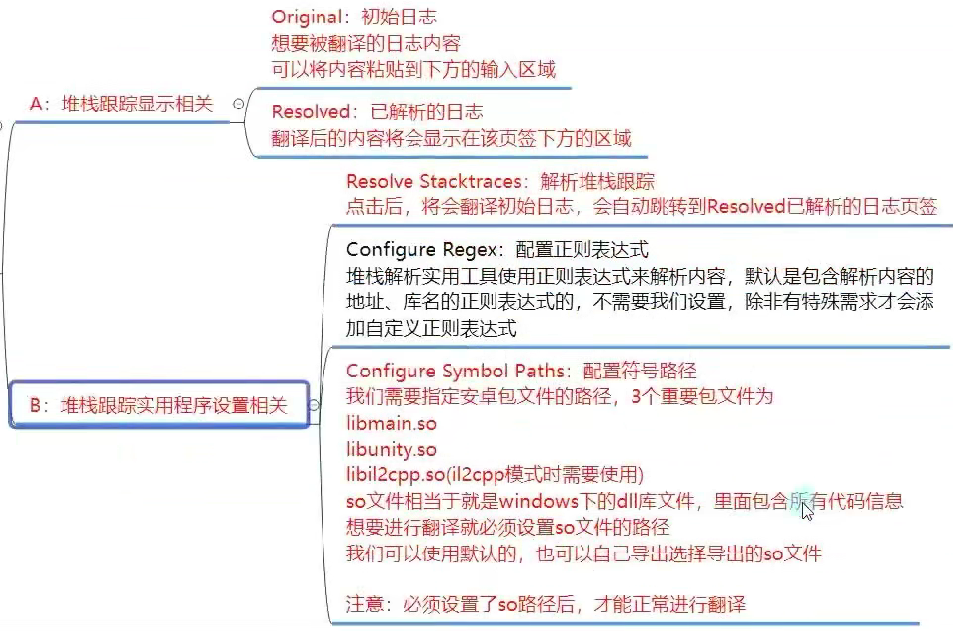 Original：初始日志
想要被翻译的日志内容
可以将内容粘贴到下方的输入区域
A：堆栈跟踪显示相关
Resolved：已解析的日志
翻译后的内容将会显示在该页签下方的区域
Resolve Stacktraces：解析堆栈跟踪
点击后，将会翻译初始日志，会自动跳转到Resolved已解析的日志页签
Configure Regex：配置正则表达式
堆栈解析实用工具使用正则表达式来解析内容，默认是包含解析内容的
地址、库名的正则表达式的，不需要我们设置，除非有特殊需求才会添
加自定义正则表达式
B：堆栈跟踪实用程序设置相关
Configure Symbol Paths：配置符号路径
我们需要指定安卓包文件的路径，3个重要包文件为
libmain.so
libunity.so
libil2cpp.so(il2cpp模式时需要使用)
so文件相当于就是windows下的dll库文件，里面包含所有代码信息
想要进行翻译就必须设置so文件的路径
我们可以使用默认的，也可以自己导出选择导出的so文件
注意：必须设置了so路径后，才能正常进行翻译